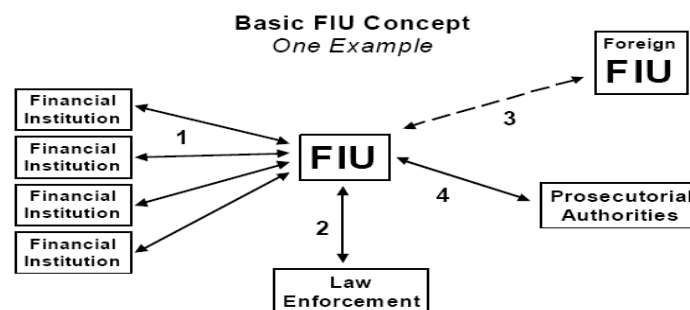 Basic FIU Concept
One Example
Foreign
FIU
Financial
Institution
1
Financial
Institution
Financial
Institution
Financial
Institution
FIU
3
4
2
Prosecutorial
Authorities
Law
Enforcement